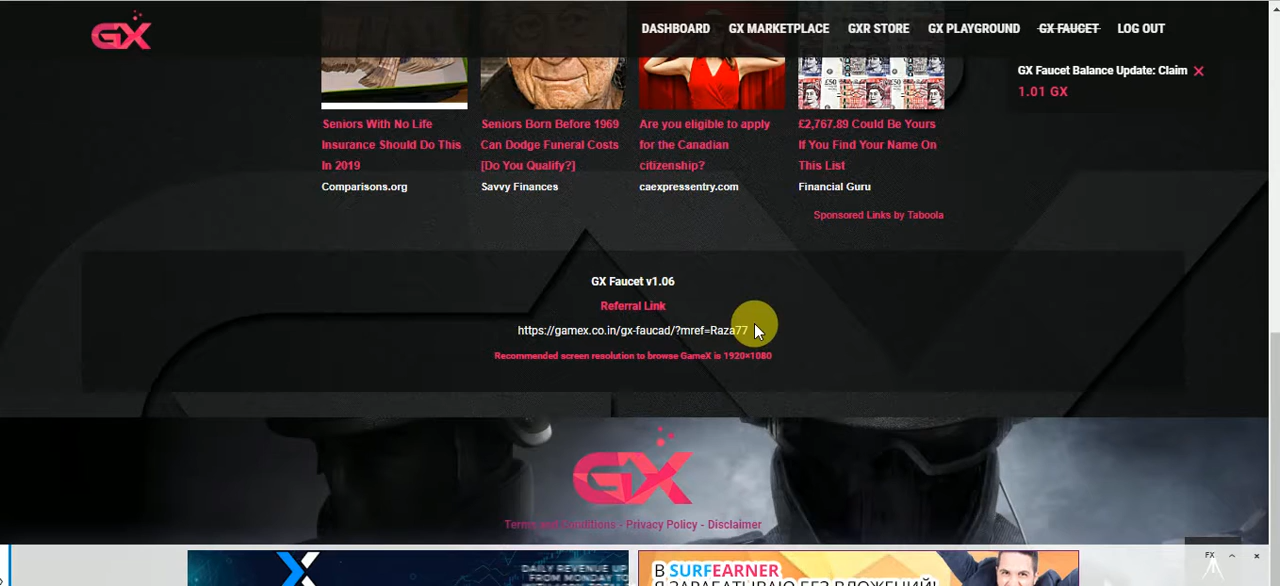 GX
DASHBOARD GX MARKETPLACE GXR STORE GX PLAYGROUND GX FAUCET LOG OUT
GX Faucet Balance Update: Claim
1.01 GX
Seniors With No Life
Insurance Should Do This
In 2019
Comparisons.org
Seniors Born Before 1969
Can Dodge Funeral Costs
[Do You Qualify?]
Savvy Finances
Are you eligible to apply
for the Canadian
citizenship?
caexpressentry.com
£2,767.89 Could Be Yours
If You Find Your Name On
This List
Financial Guru
Sponsored Links by Taboola
GX Faucet v1.06
Referral Link
https://gamex.co.in/gx-faucad/?mref=Raza77
Recommended screen resolution to browse GameX is 1920×1080
GX
Terms and Conditions - Privacy Policy - Disclaimer
DAILY REVENUE UP
FROM MONDAY TO
В SURFEARNER
Я ЗАРАБАТЫВАЮ БЕЗ ВЛОЖЕНИЙ!
FX